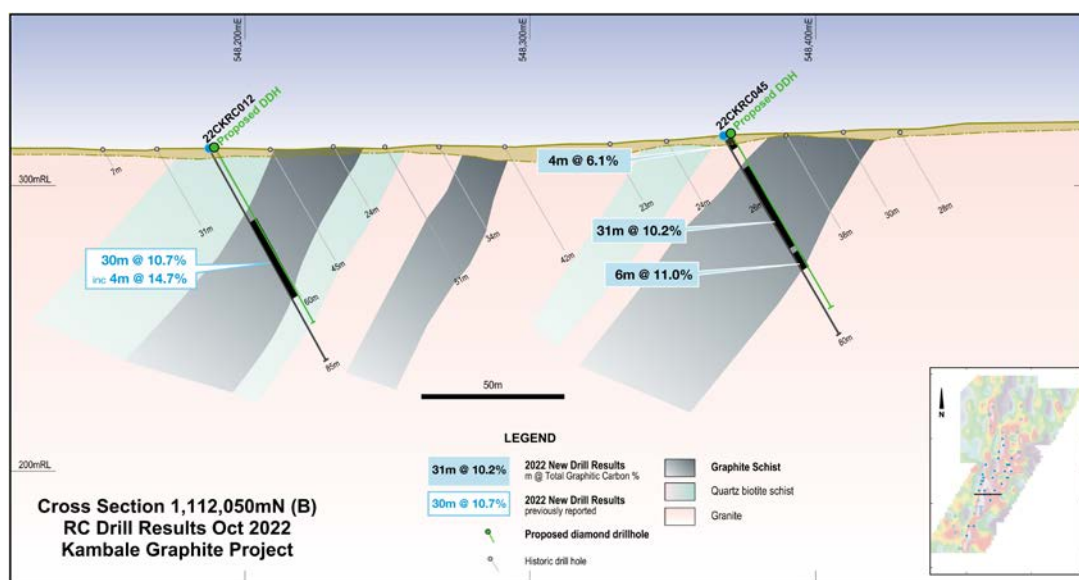 548,200mE
548,300mE
548,400mE
22CKRC012
Proposed DDH
22CKRC045
Proposed DDH
300mRL
200mRL
7m
31m
24m
45m
60m
85m
34m
51m
42m
23m
24m
26m
38m
30m
28m
80m
4m @ 6.1%
31m @ 10.2%
6m @ 11.0%
30m @ 10.7%
inc 4m @ 14.7%
50m
LEGEND
31m @ 10.2%
2022 New Drill Results
m @ Total Graphitic Carbon %
30m @ 10.7%
2022 New Drill Results
previously reported
Proposed diamond drillhole
Historic drill hole
Graphite Schist
Quartz biotite schist
Granite
Cross Section 1,112,050mN (B)
RC Drill Results Oct 2022
Kambale Graphite Project
N